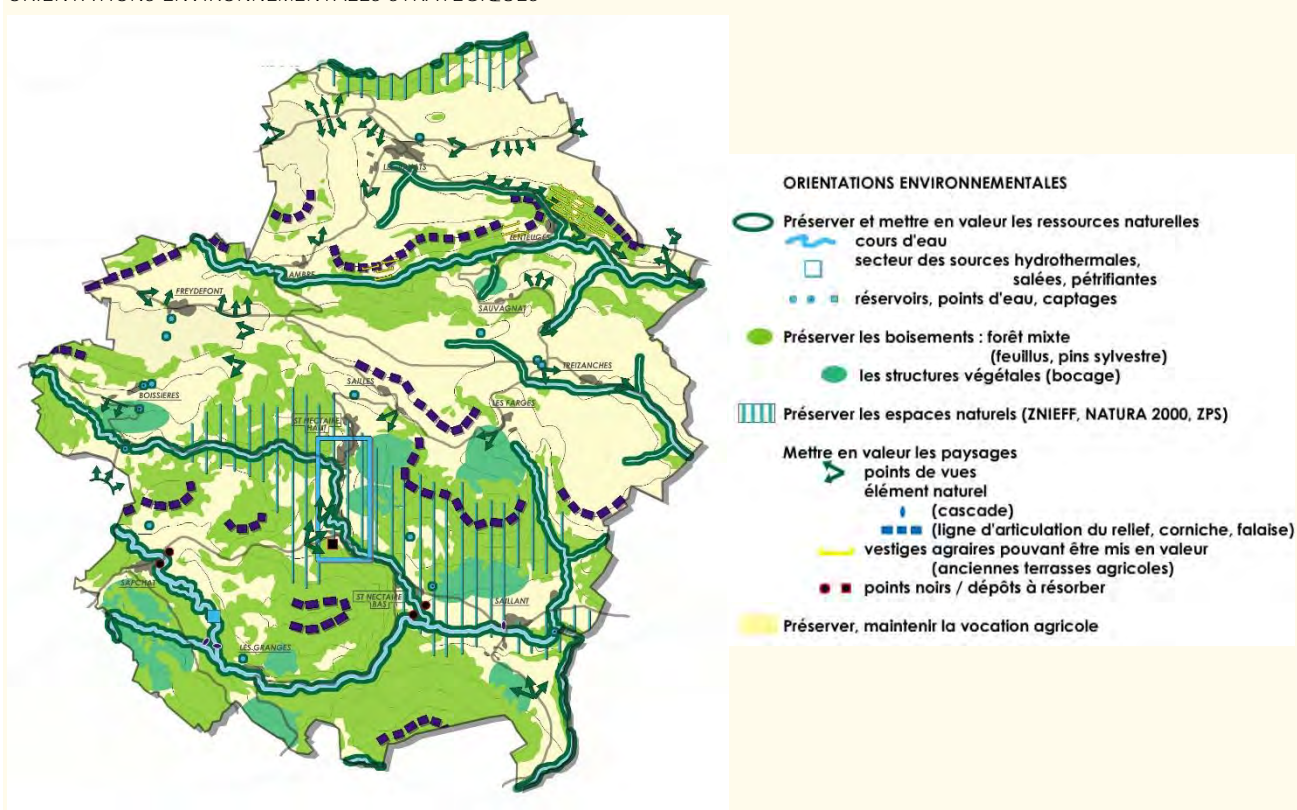 ORIENTATIONS ENVIRONNEMENTALES STRATEGIQUES
LENTEUGES
AMBRE
FREYDEFONT
SAUVAGNAT
TREIZANCHES
SAILLES
BOISSIERES
LES FARGES
ST NECTAIRE
HAUT
SAPCHAT
ST NECTAIRE
BAS
SAILLANT
LES GRANGES
ORIENTATIONS ENVIRONNEMENTALES
Préserver et mettre en valeur les ressources naturelles
cours d'eau
secteur des sources hydrothermales,
salées, pétrifiantes
réservoirs, points d'eau, captages
Préserver les boisements : forêt mixte
(feuillus, pins sylvestre)
les structures végétales (bocage)
Préserver les espaces naturels (ZNIEFF, NATURA 2000, ZPS)
Mettre en valeur les paysages
points de vues
élément naturel
(cascade)
(ligne d'articulation du relief, corniche, falaise)
vestiges agraires pouvant être mis en valeur
(anciennes terrasses agricoles)
points noirs / dépôts à résorber
Préserver, maintenir la vocation agricole